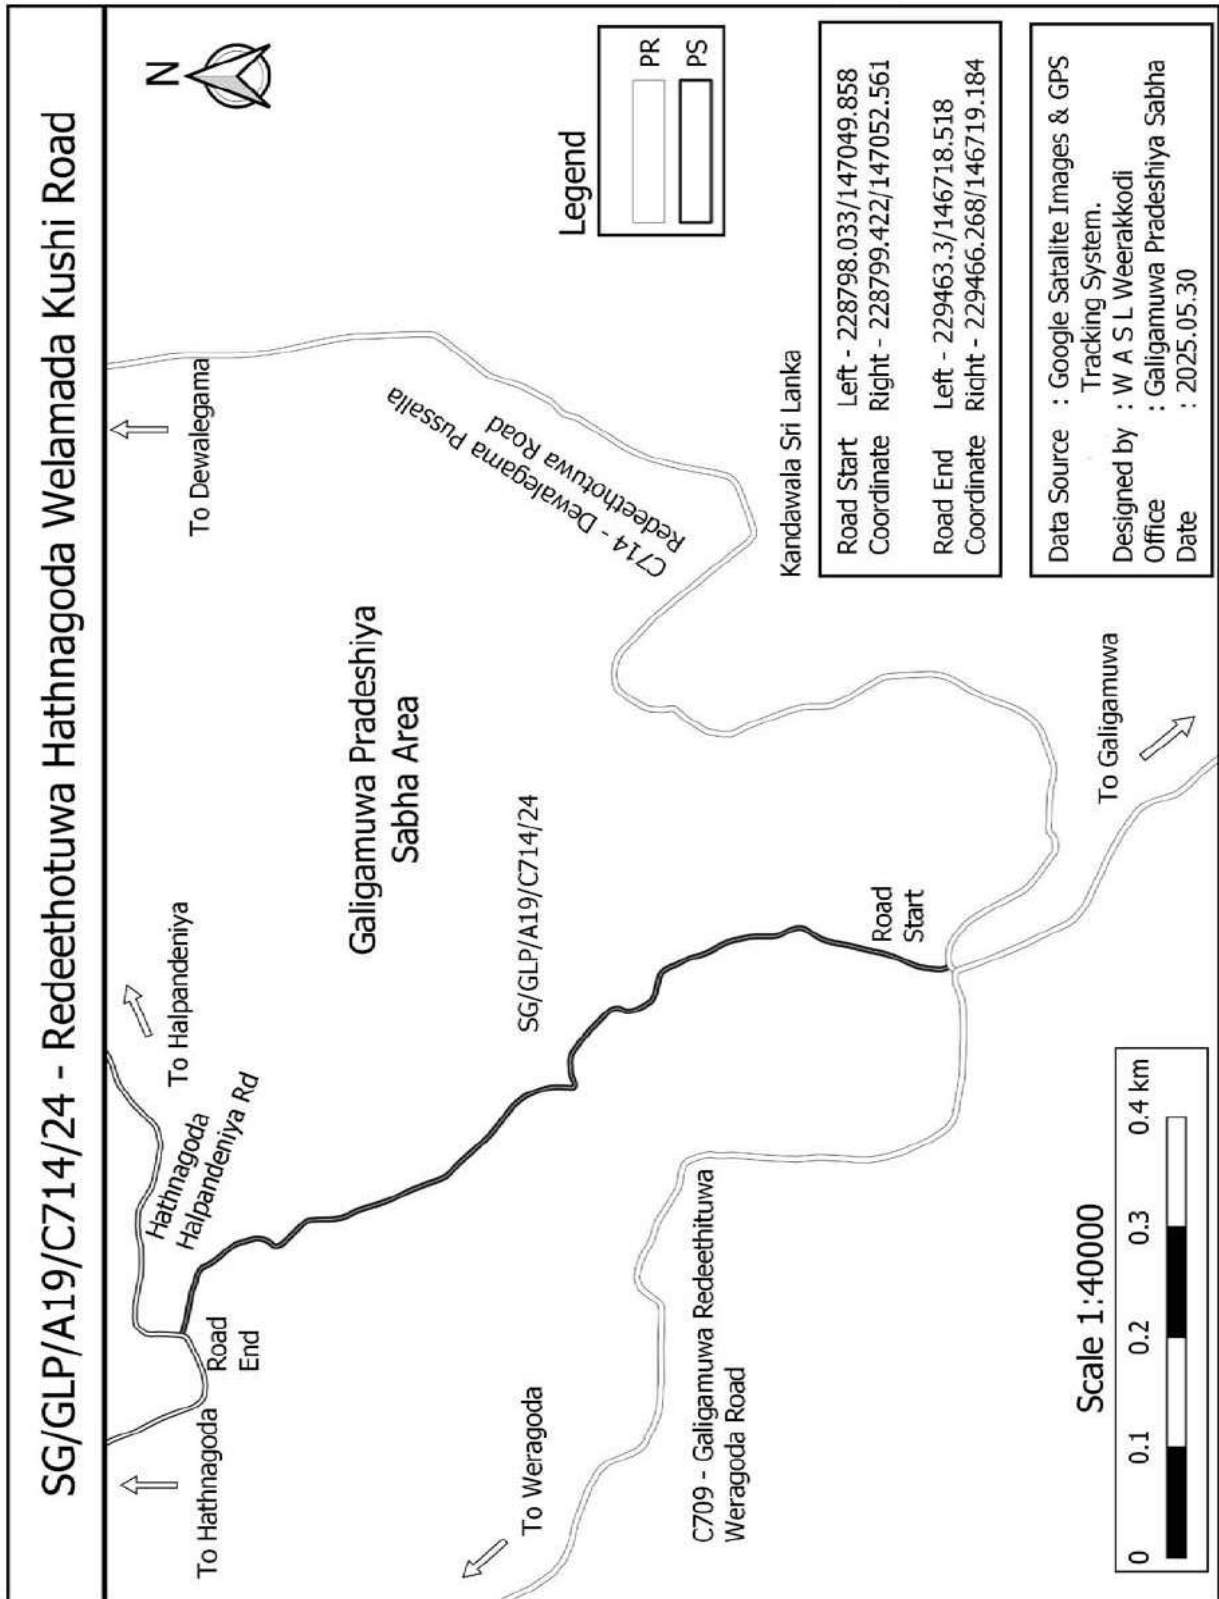 SG/GLP/A19/C714/24 - Redeethotuwa Hathnagoda Welamada Kushi Road
N
To Hathnagoda
To Halpandeniya
To Dewalegama
Hathnagoda
Halpandeniya Rd
Road
End
Galigamuwa Pradeshiya
Sabha Area
C714 - Dewalegama Pussalla
Redeethotuwa Road
Legend
PR
PS
SG/GLP/A19/C714/24
To Weragoda
C709 - Galigamuwa Redeethituwa
Weragoda Road
Road
Start
To Galigamuwa
Kandawala Sri Lanka
Road Start Left - 228798.033/147049.858
Coordinate Right - 228799.422/147052.561
Road End Left - 229463.3/146718.518
Coordinate Right - 229466.268/146719.184
Scale 1:40000
0 0.1 0.2 0.3 0.4 km
Data Source : Google Satalite Images & GPS
Tracking System.
Designed by : W A S L Weerakkodi
Office : Galigamuwa Pradeshiya Sabha
Date : 2025.05.30